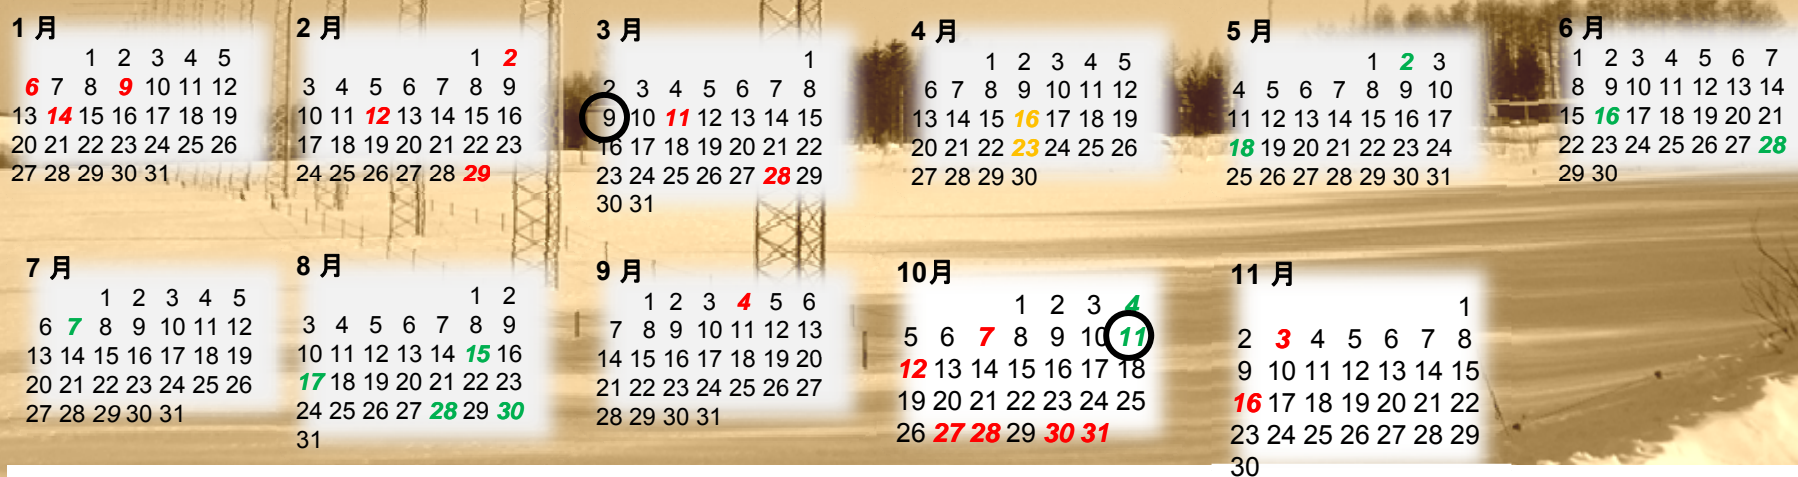 1 月
1 2 3 4 5
6 7 8 9 10 11 12
13 14 15 16 17 18 19
20 21 22 23 24 25 26
27 28 29 30 31
2 月
1 2
3 4 5 6 7 8 9
10 11 12 13 14 15 16
17 18 19 20 21 22 23
24 25 26 27 28 29
3 月
1
2 3 4 5 6 7 8
9 10 11 12 13 14 15
16 17 18 19 20 21 22
23 24 25 26 27 28 29
30 31
4 月
1 2 3 4 5
6 7 8 9 10 11 12
13 14 15 16 17 18 19
20 21 22 23 24 25 26
27 28 29 30
5 月
1 2 3
4 5 6 7 8 9 10
11 12 13 14 15 16 17
18 19 20 21 22 23 24
25 26 27 28 29 30 31
6 月
1 2 3 4 5 6 7
8 9 10 11 12 13 14
15 16 17 18 19 20 21
22 23 24 25 26 27 28
29 30
7 月
1 2 3 4 5
6 7 8 9 10 11 12
13 14 15 16 17 18 19
20 21 22 23 24 25 26
27 28 29 30 31
8 月
1 2
3 4 5 6 7 8 9
10 11 12 13 14 15 16
17 18 19 20 21 22 23
24 25 26 27 28 29 30
31
9 月
1 2 3 4 5 6
7 8 9 10 11 12 13
14 15 16 17 18 19 20
21 22 23 24 25 26 27
28 29 30 31
10月
1 2 3 4
5 6 7 8 9 10 11
12 13 14 15 16 17 18
19 20 21 22 23 24 25
26 27 28 29 30 31
11 月
1
2 3 4 5 6 7 8
9 10 11 12 13 14 15
16 17 18 19 20 21 22
23 24 25 26 27 28 29
30